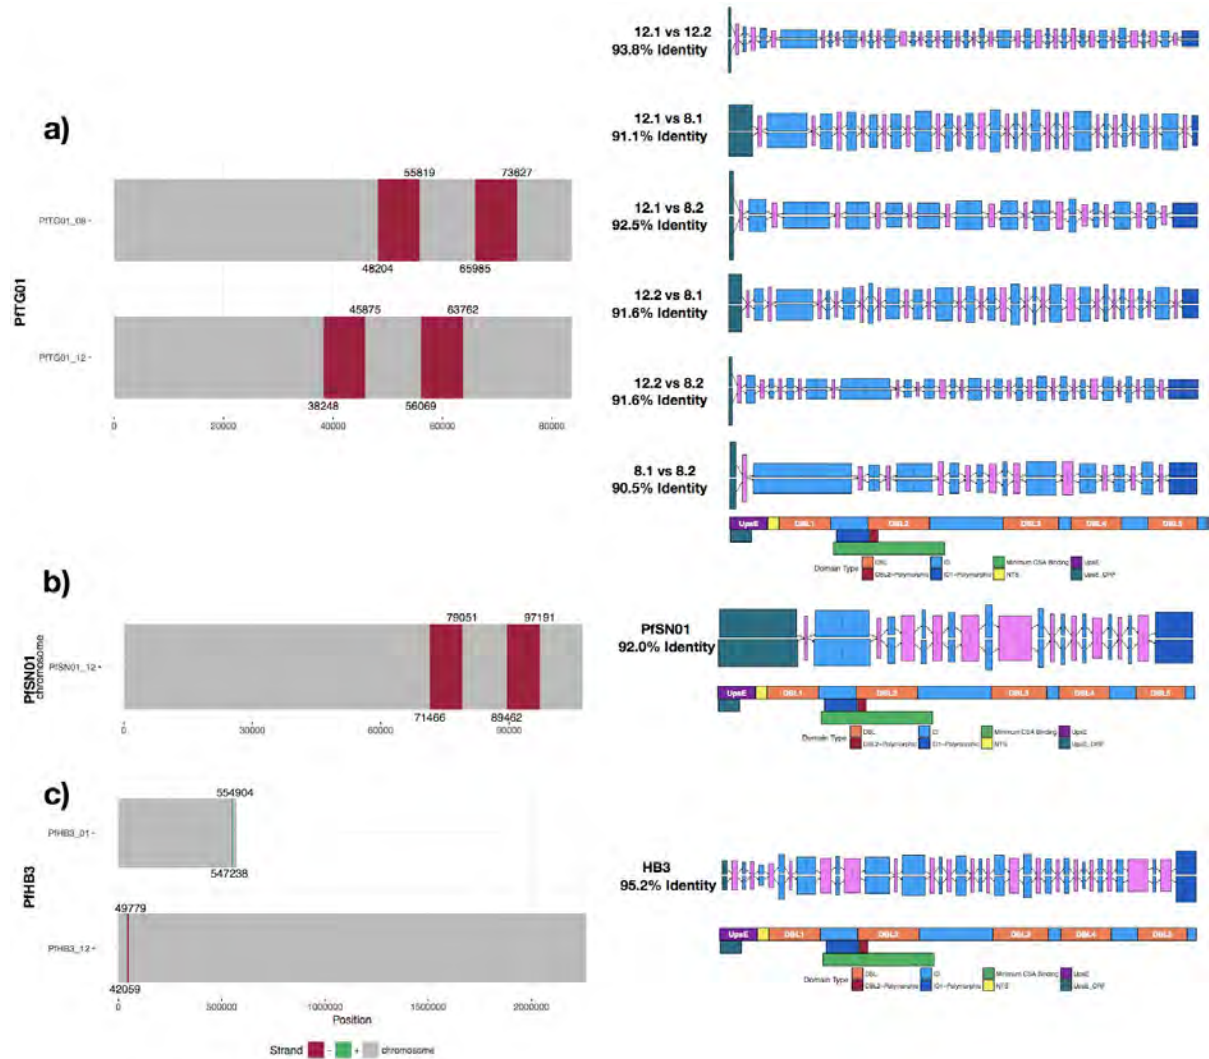 a)
PfTG01
PfTG01_08
55819
73627
48204
65985
PfTG01_12
45875
63762
38248
56069
0
20000
40000
60000
80000
12.1 vs 12.2
93.8% Identity
12.1 vs 8.1
91.1% Identity
12.1 vs 8.2
92.5% Identity
12.2 vs 8.1
91.6% Identity
12.2 vs 8.2
91.6% Identity
8.1 vs 8.2
90.5% Identity
UpsE DBL1 DBL2 DBL3 DBL4 DBL5
Domain Type
DBL ID Minimum CSA Binding UpsE
DBL2-Polymorphic ID1-Polymorphic NTS UpsE_ORF
b)
PfSN01
chromosome
PfSN01_12
79051
97191
71466
89462
0
30000
60000
90000
PfSN01
92.0% Identity
UpsE DBL1 DBL2 DBL3 DBL4 DBL5
Domain Type
DBL ID Minimum CSA Binding UpsE
DBL2-Polymorphic ID1-Polymorphic NTS UpsE_ORF
c)
PfHB3
PfHB3_01
554904
547238
PfHB3_12
49779
42059
0
500000
1000000
1500000
2000000
Position
Strand - + chromosome
HB3
95.2% Identity
UpsE DBL1 DBL2 DBL3 DBL4 DBL5
Domain Type
DBL ID Minimum CSA Binding UpsE
DBL2-Polymorphic ID1-Polymorphic NTS UpsE_ORF